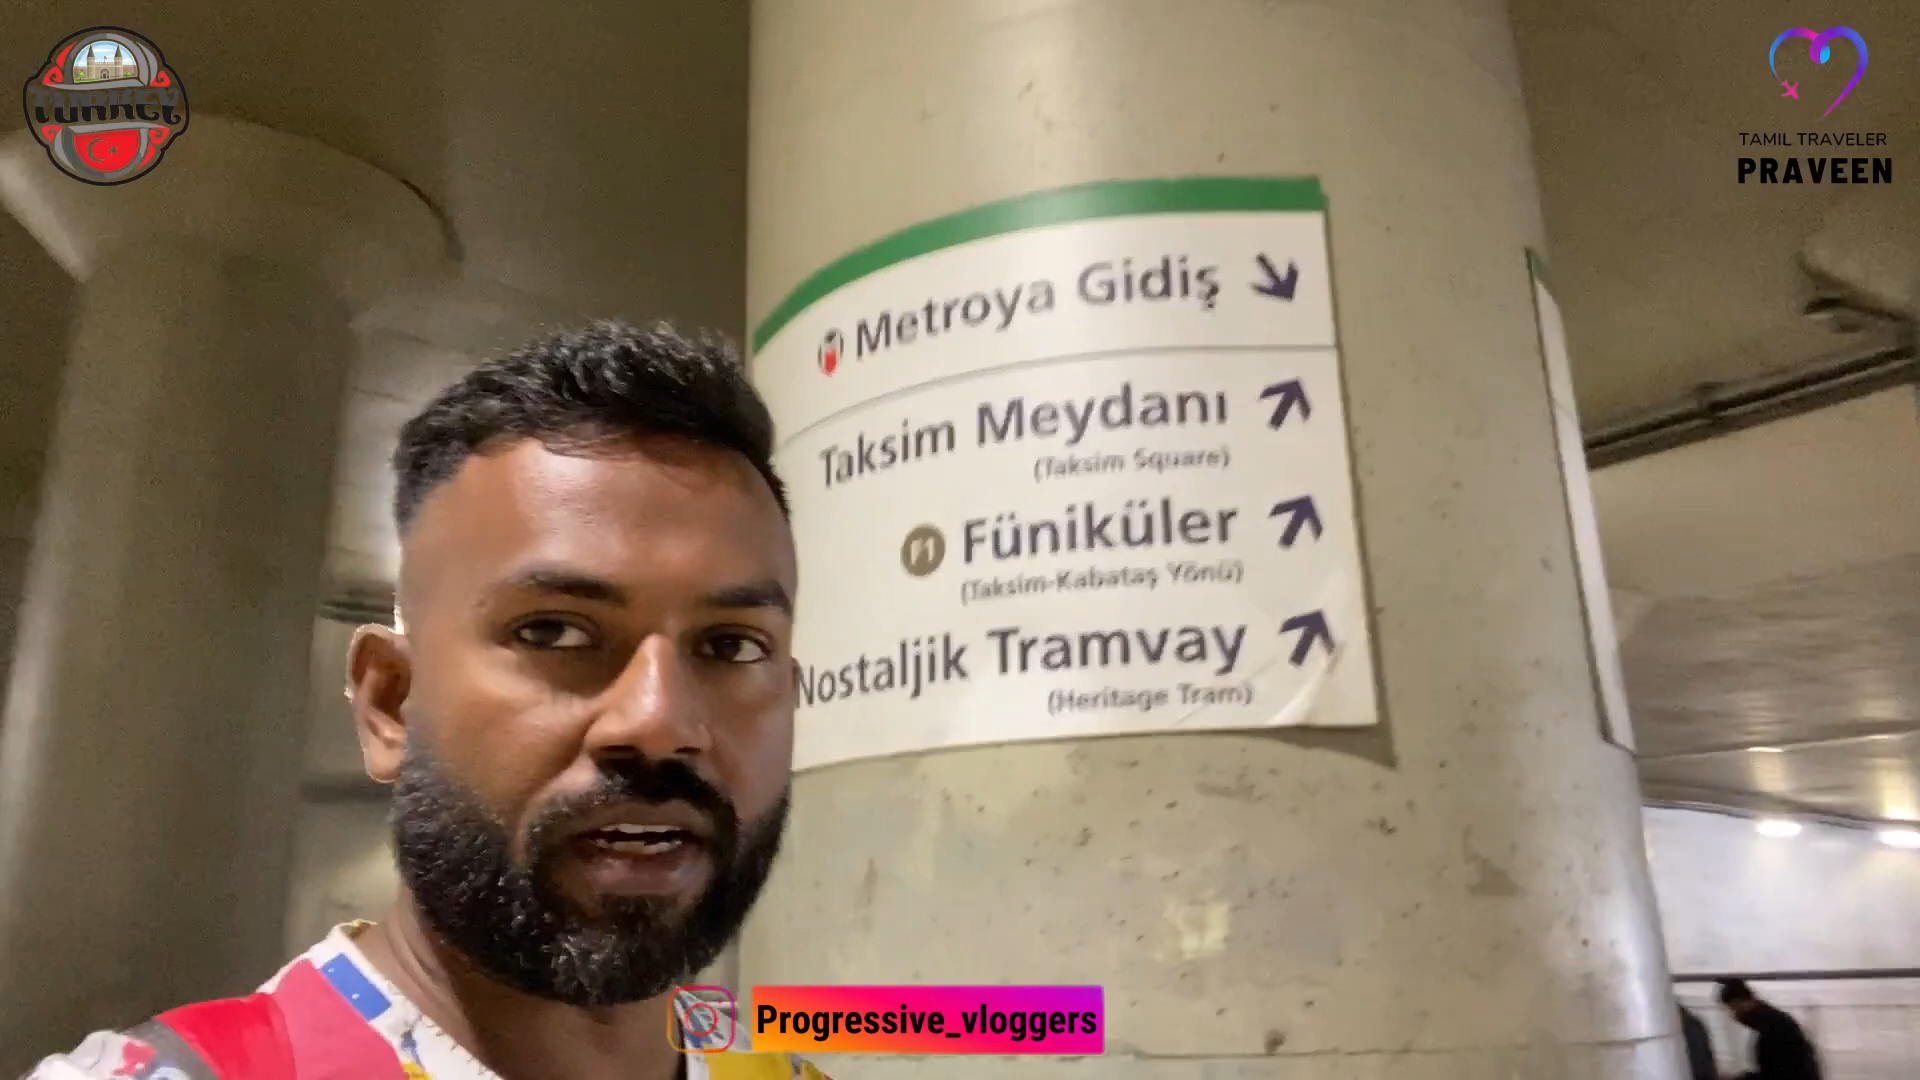 TURKEY
TAMIL TRAVELER
PRAVEEN
M Metroya Gidiş
Taksim Meydanı
(Taksim Square)
F1 Füniküler
(Taksim-Kabataş Yönü)
Nostaljik Tramvay
(Heritage Tram)
Progressive_vloggers